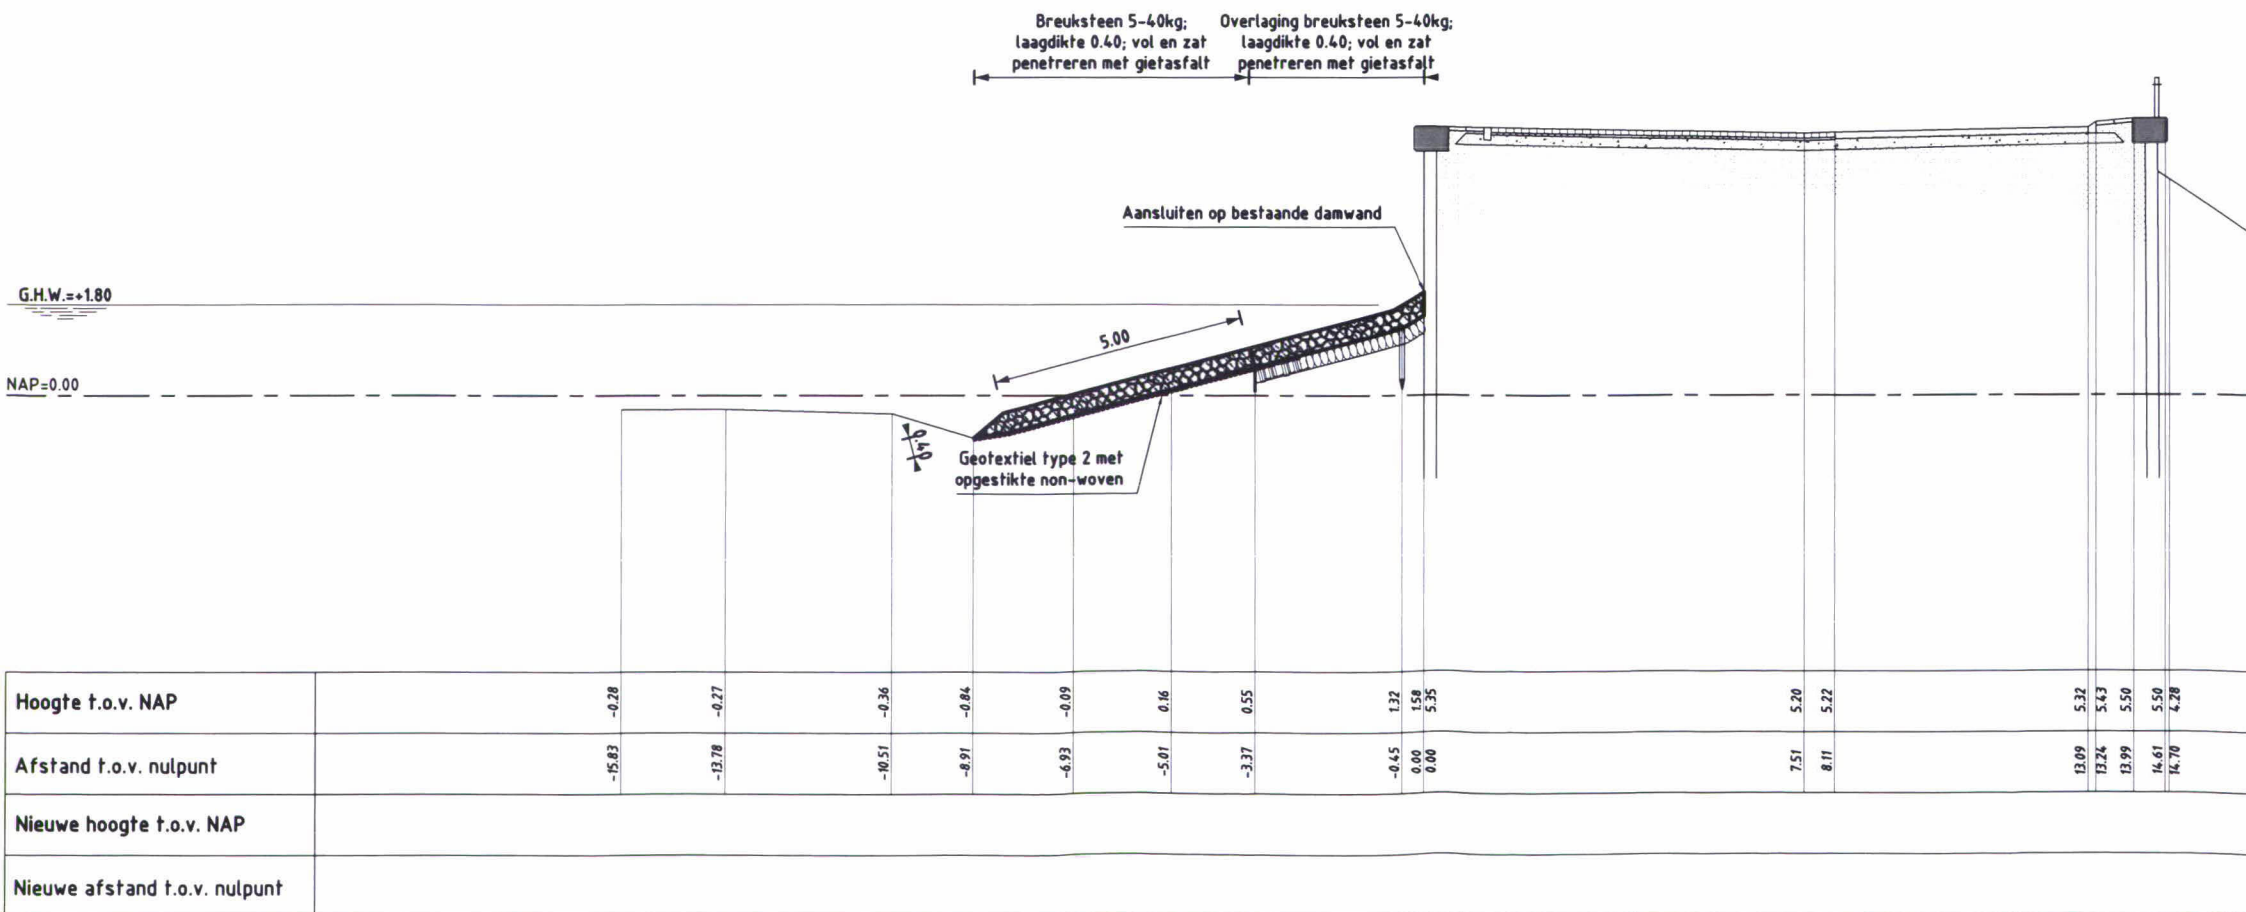 Breuksteen 5-40kg;
laagdikte 0.40; vol en zat
penetreren met gietasfalt
Overlaging breuksteen 5-40kg;
laagdikte 0.40; vol en zat
penetreren met gietasfalt
Aansluiten op bestaande damwand
G.H.W.=+1.80
5.00
NAP=0.00
0.40
Geotextiel type 2 met
opgestikte non-woven
Hoogte t.o.v. NAP -0.28 -0.27 -0.36 -0.84 -0.09 0.16 0.55 1.32 1.58 5.35 5.20 5.22 5.32 5.43 5.50 5.50 4.28
Afstand t.o.v. nulpunt -15.83 -13.78 -10.51 -8.91 -6.93 -5.01 -3.37 -0.45 0.00 0.00 7.51 8.11 13.09 13.24 13.99 14.61 14.70
Nieuwe hoogte t.o.v. NAP
Nieuwe afstand t.o.v. nulpunt